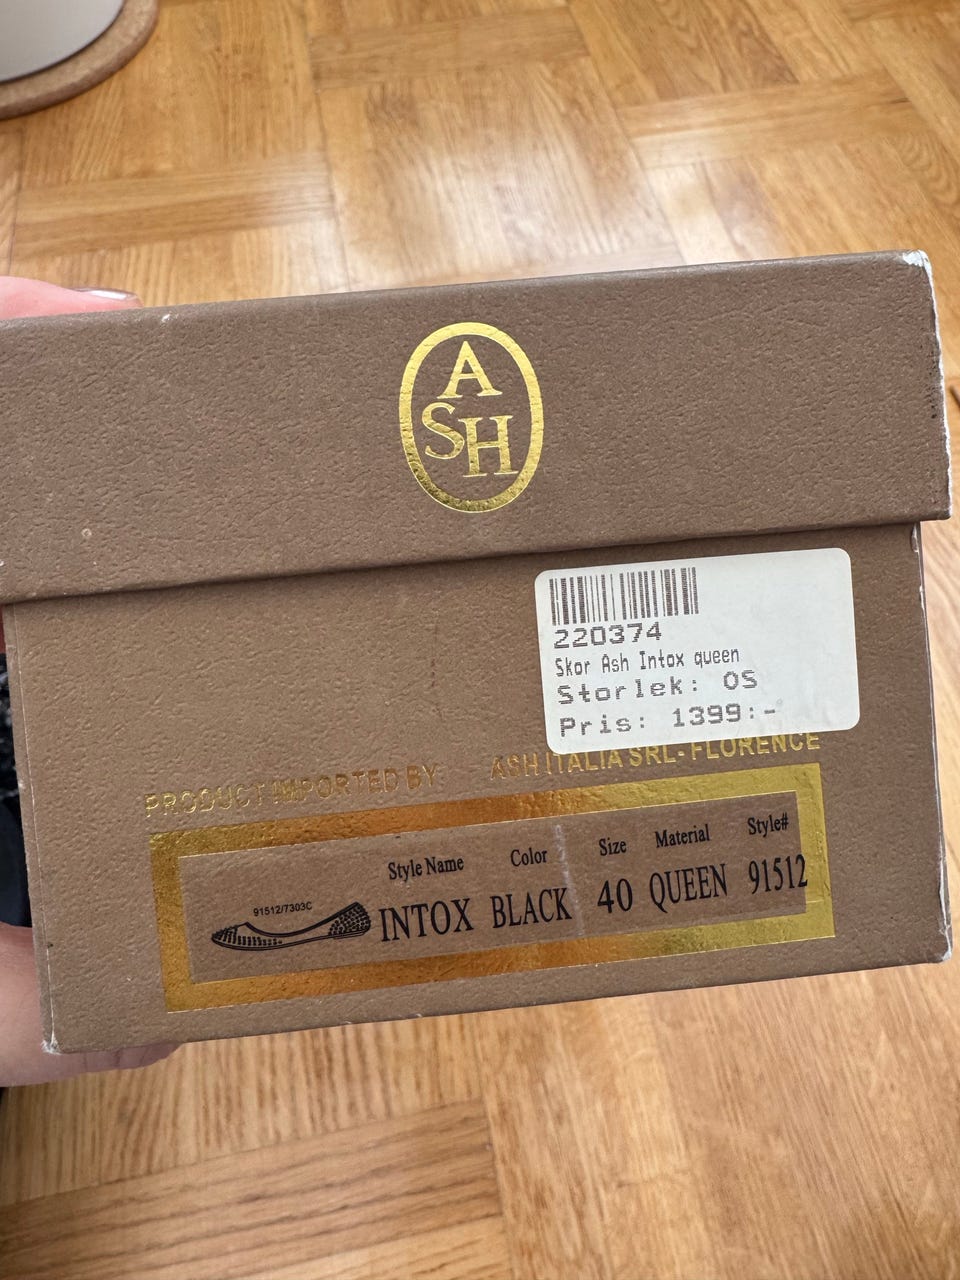 A
SH
220374
Skor Ash Intox queen
Storlek: OS
Pris: 1399:-
PRODUCT IMPORTED BY ASH ITALIA SRL-FLORENCE
Style Name Color Size Material Style#
91512/7303C
INTOX BLACK 40 QUEEN 91512